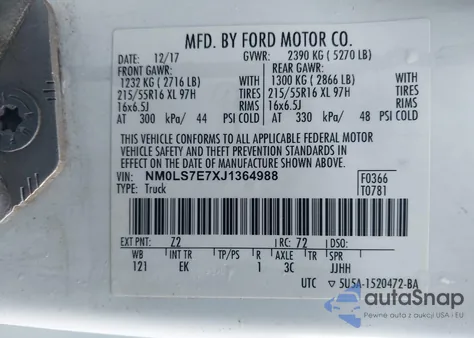 MFD. BY FORD MOTOR CO.
DATE: 12/17 GVWR: 2390 KG ( 5270 LB)
FRONT GAWR: REAR GAWR:
1232 KG ( 2716 LB) 1300 KG ( 2866 LB)
215/55R16 XL 97H TIRES 215/55R16 XL 97H TIRES
16x6.5J RIMS 16x6.5J RIMS
AT 300 kPa/ 44 PSI COLD AT 330 kPa/ 48 PSI COLD
THIS VEHICLE CONFORMS TO ALL APPLICABLE FEDERAL MOTOR
VEHICLE SAFETY AND THEFT PREVENTION STANDARDS IN
EFFECT ON THE DATE OF MANUFACTURE SHOWN ABOVE.
VIN: NM0LS7E7XJ1364988 F0366
TYPE: Truck T0781
EXT PNT: Z2 RC: 72 DSO:
WB INT TR TP/PS R AXLE TR SPR
121 EK 1 3C JJHH
UTC ▽ 5U5A-1520472-BA
autoSnap
Pewne auta z USA i EU